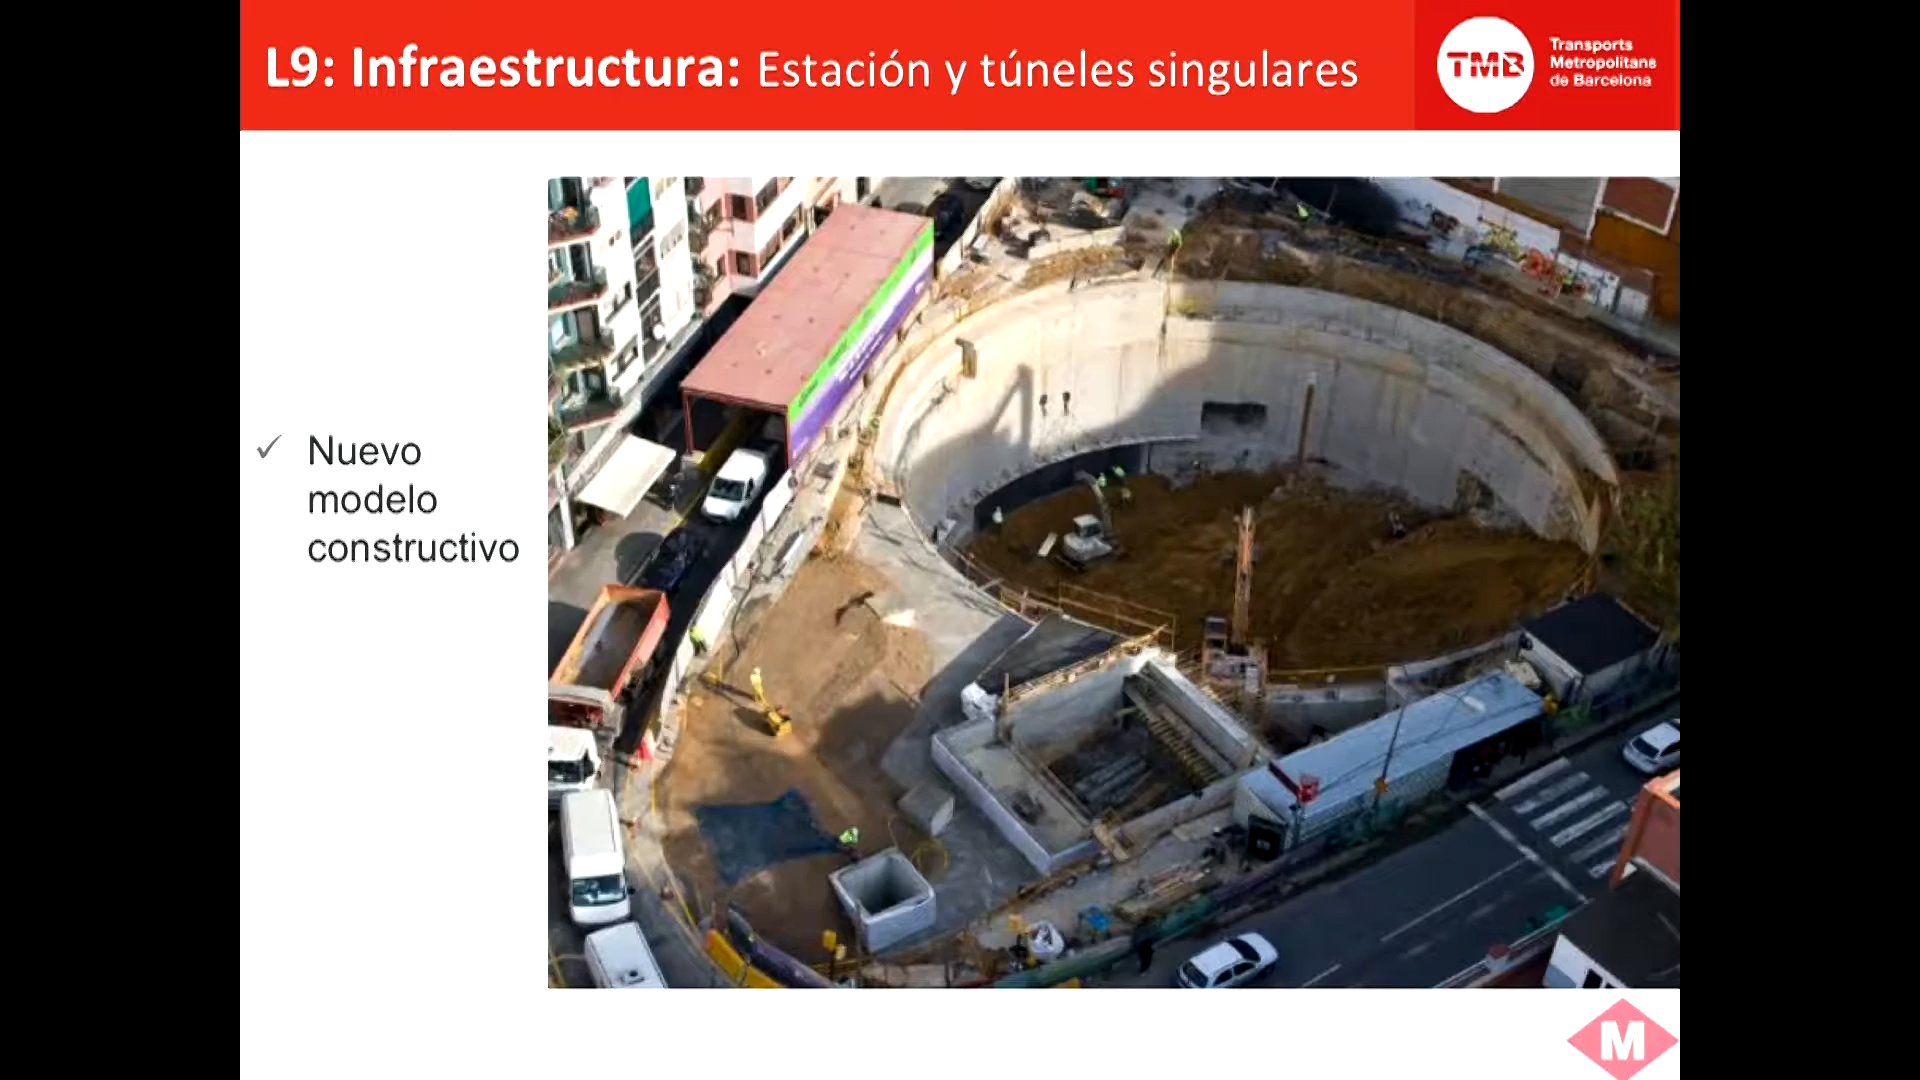 L9: Infraestructura: Estación y túneles singulares
TMB
Transports
Metropolitans
de Barcelona
✓ Nuevo
modelo
constructivo
M